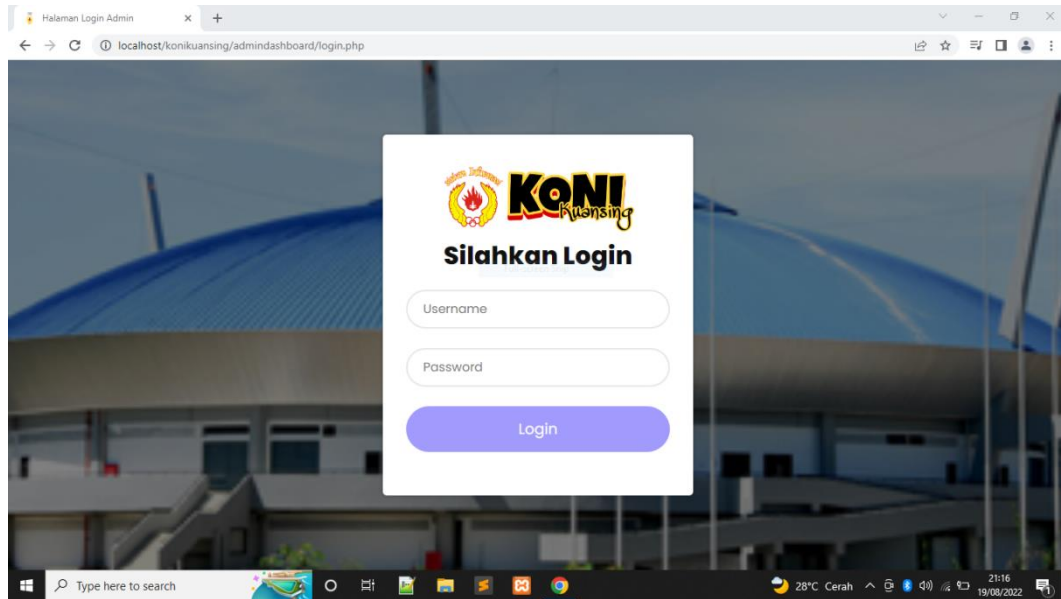 Halaman Login Admin
localhost/konikuansing/admindashboard/login.php
KONI
Kuansing
Silahkan Login
Username
Password
Login
Type here to search
28°C Cerah
21:16
19/08/2022